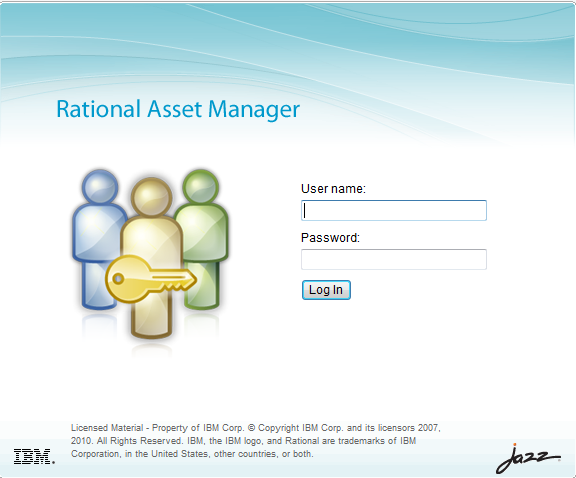 Rational Asset Manager
User name:
Password:
Log In
Licensed Material - Property of IBM Corp. © Copyright IBM Corp. and its licensors 2007,
2010. All Rights Reserved. IBM, the IBM logo, and Rational are trademarks of IBM
Corporation, in the United States, other countries, or both.
IBM.
jazz